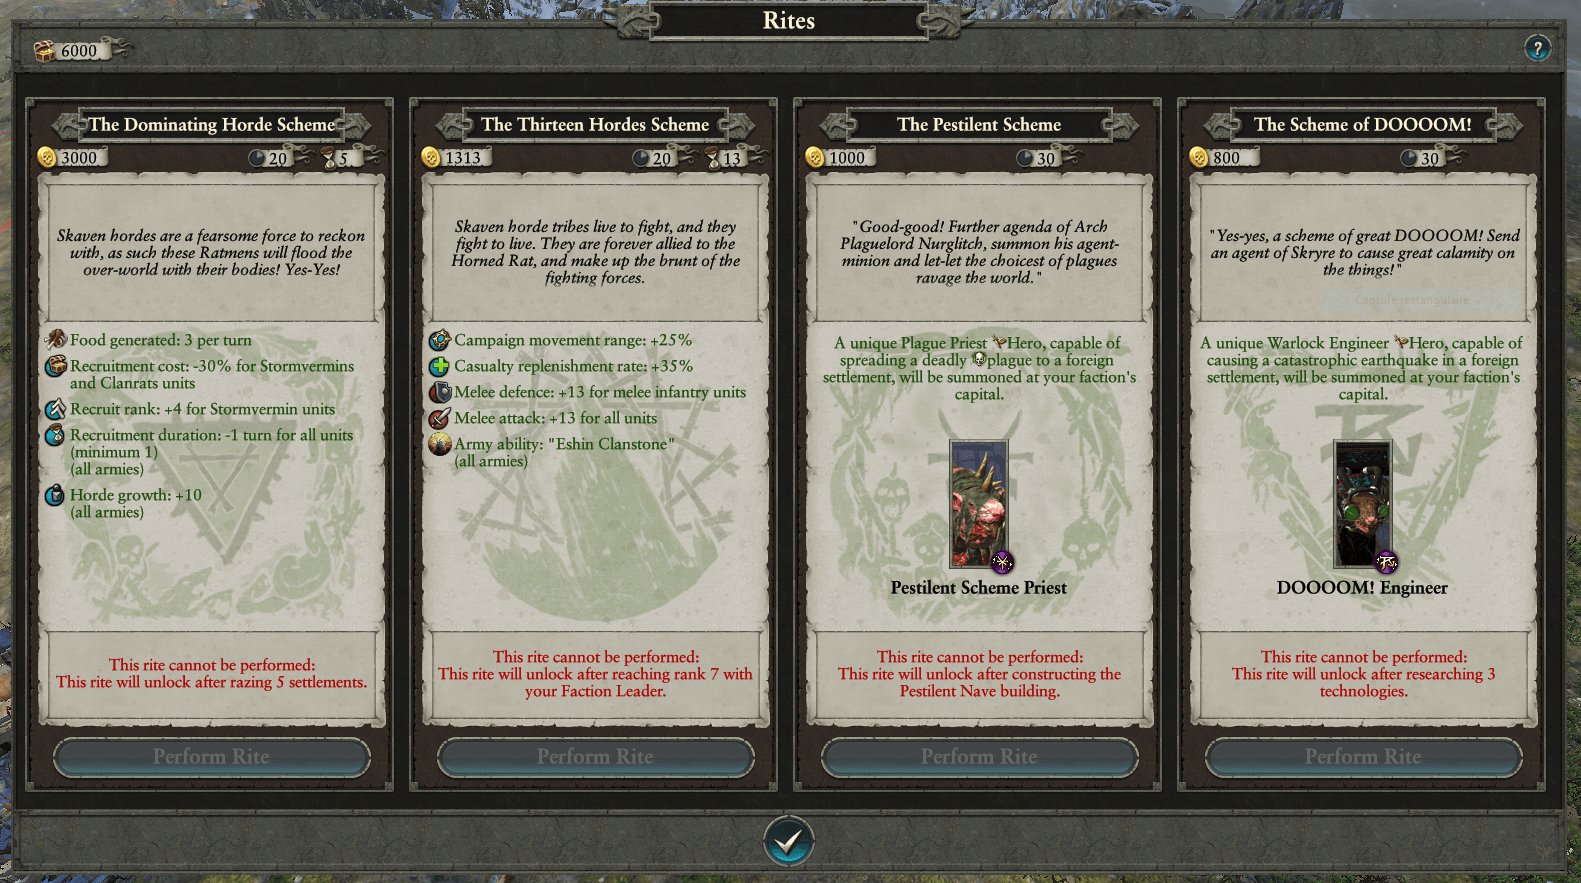 Rites
6000
?
The Dominating Horde Scheme
3000
20
5
Skaven hordes are a fearsome force to reckon
with, as such these Ratmens will flood the
over-world with their bodies! Yes-Yes!
Food generated: 3 per turn
Recruitment cost: -30% for Stormvermins
and Clanrats units
Recruit rank: +4 for Stormvermin units
Recruitment duration: -1 turn for all units
(minimum 1)
(all armies)
Horde growth: +10
(all armies)
This rite cannot be performed:
This rite will unlock after razing 5 settlements.
Perform Rite
The Thirteen Hordes Scheme
1313
20
13
Skaven horde tribes live to fight, and they
fight to live. They are forever allied to the
Horned Rat, and make up the brunt of the
fighting forces.
Campaign movement range: +25%
Casualty replenishment rate: +35%
Melee defence: +13 for melee infantry units
Melee attack: +13 for all units
Army ability: "Eshin Clanstone"
(all armies)
This rite cannot be performed:
This rite will unlock after reaching rank 7 with
your Faction Leader.
Perform Rite
The Pestilent Scheme
1000
30
"Good-good! Further agenda of Arch
Plaguelord Nurglitch, summon his agent-
minion and let-let the choicest of plagues
ravage the world."
A unique Plague Priest Hero, capable of
spreading a deadly plague to a foreign
settlement, will be summoned at your faction's
capital.
Pestilent Scheme Priest
This rite cannot be performed:
This rite will unlock after constructing the
Pestilent Nave building.
Perform Rite
The Scheme of DOOOOM!
800
30
"Yes-yes, a scheme of great DOOOOM! Send
an agent of Skryre to cause great calamity on
the things!"
Capture rectangulaire
A unique Warlock Engineer Hero, capable of
causing a catastrophic earthquake in a foreign
settlement, will be summoned at your faction's
capital.
DOOOOM! Engineer
This rite cannot be performed:
This rite will unlock after researching 3
technologies.
Perform Rite